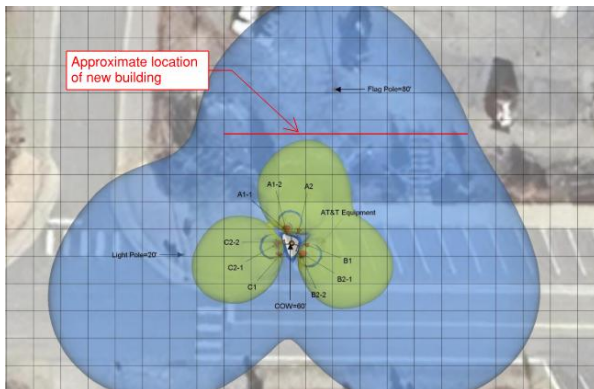 Approximate location
of new building
Flag Pole=80'
A1-2
A2
A1-1
AT&T Equipment
C2-2
Light Pole=20'
B1
C2-1
B2-1
C1
B2-2
COW=60'